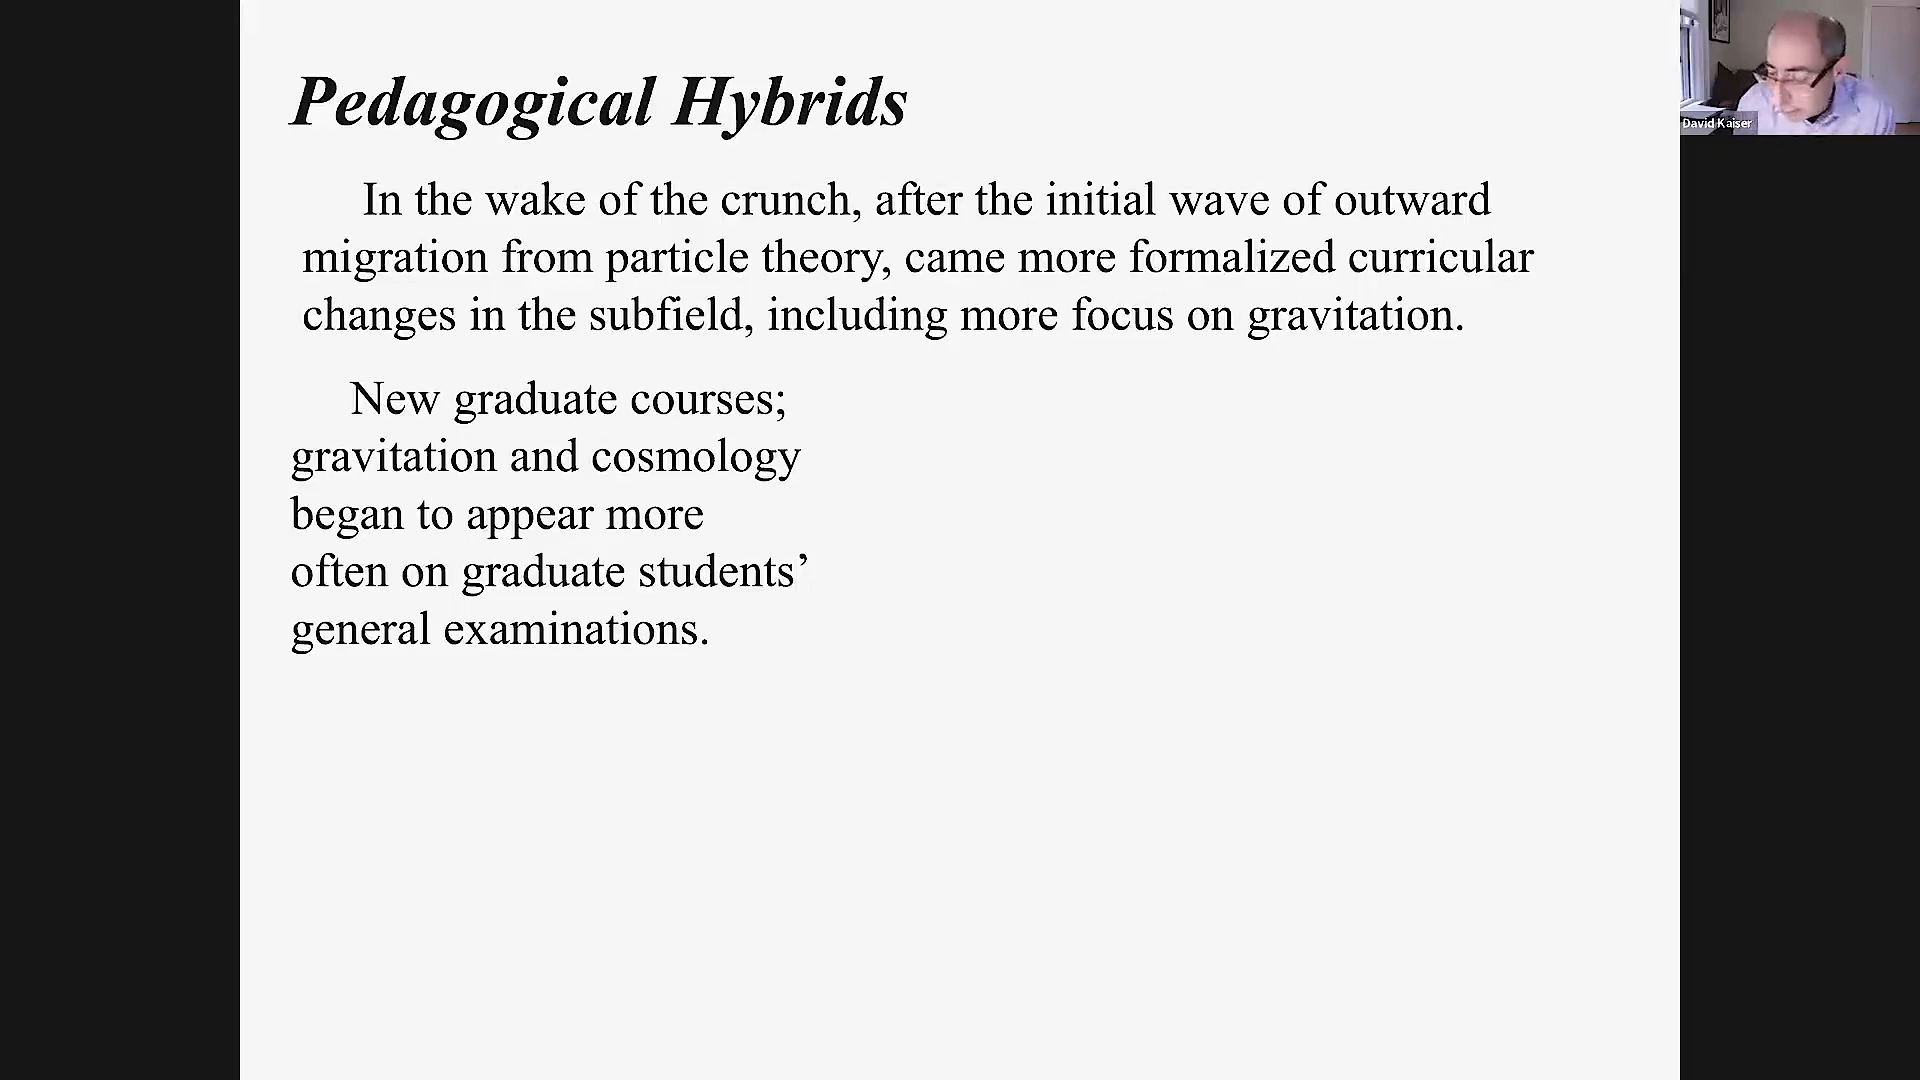 Pedagogical Hybrids
In the wake of the crunch, after the initial wave of outward
migration from particle theory, came more formalized curricular
changes in the subfield, including more focus on gravitation.
New graduate courses;
gravitation and cosmology
began to appear more
often on graduate students’
general examinations.
David Kaiser